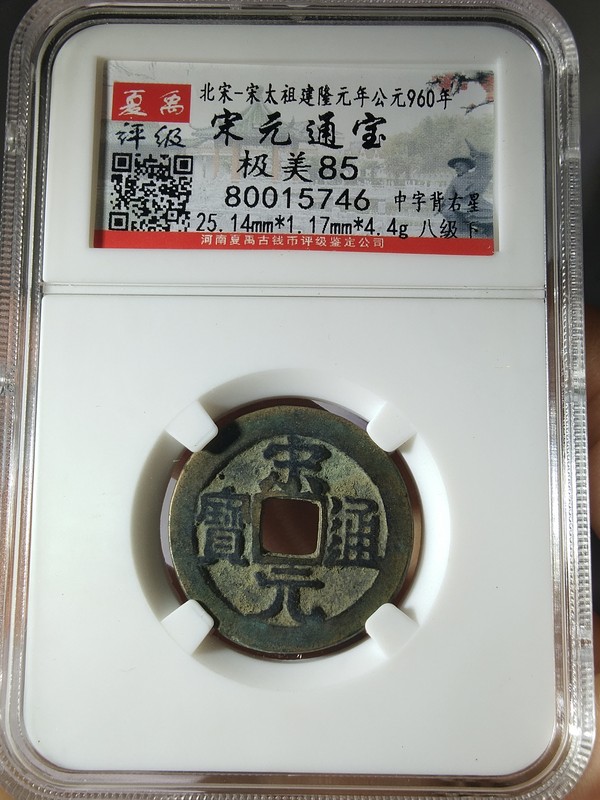 夏禹
评级
北宋-宋太祖建隆元年公元960年
宋元通宝
极美85
80015746 中字背右星
25.14mm*1.17mm*4.4g 八级下
河南夏禹古钱币评级鉴定公司
宋元通寶